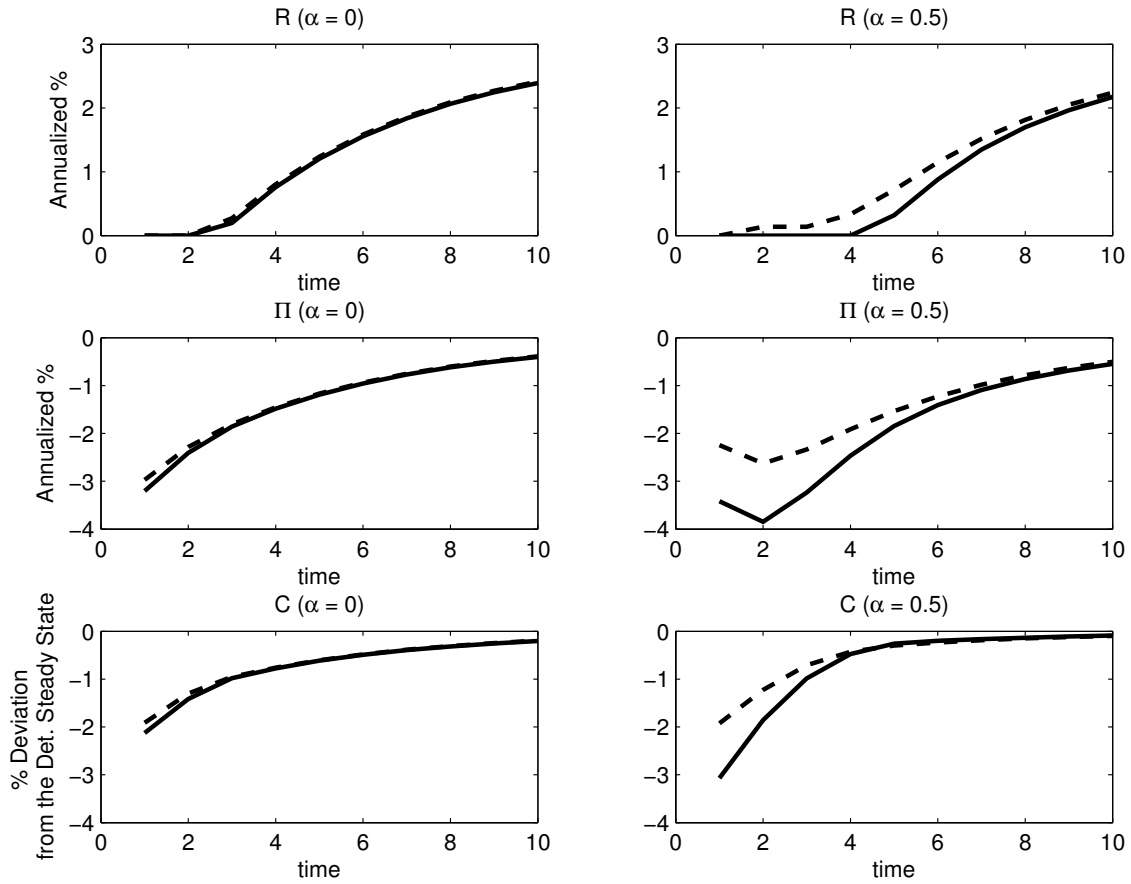 R (α = 0)
3
2
1
0
Annualized %
0 2 4 6 8 10
time
R (α = 0.5)
3
2
1
0
0 2 4 6 8 10
time
Π (α = 0)
0
−1
−2
−3
−4
Annualized %
0 2 4 6 8 10
time
Π (α = 0.5)
0
−1
−2
−3
−4
0 2 4 6 8 10
time
C (α = 0)
0
−1
−2
−3
−4
% Deviation
from the Det. Steady State
0 2 4 6 8 10
time
C (α = 0.5)
0
−1
−2
−3
−4
0 2 4 6 8 10
time